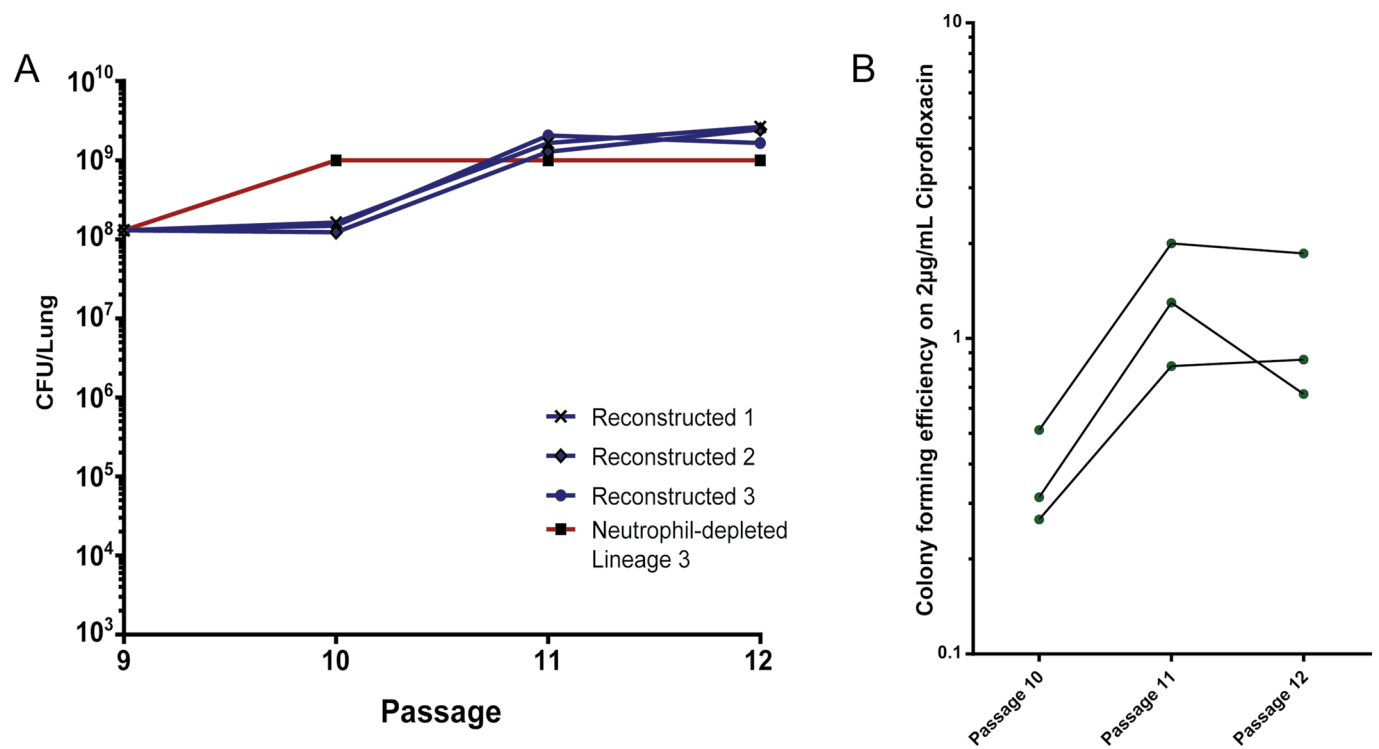 A
CFU/Lung
10^10
10^9
10^8
10^7
10^6
10^5
10^4
10^3
9 10 11 12
Passage
Reconstructed 1
Reconstructed 2
Reconstructed 3
Neutrophil-depleted
Lineage 3
B
Colony forming efficiency on 2µg/mL Ciprofloxacin
10
1
0.1
Passage 10
Passage 11
Passage 12